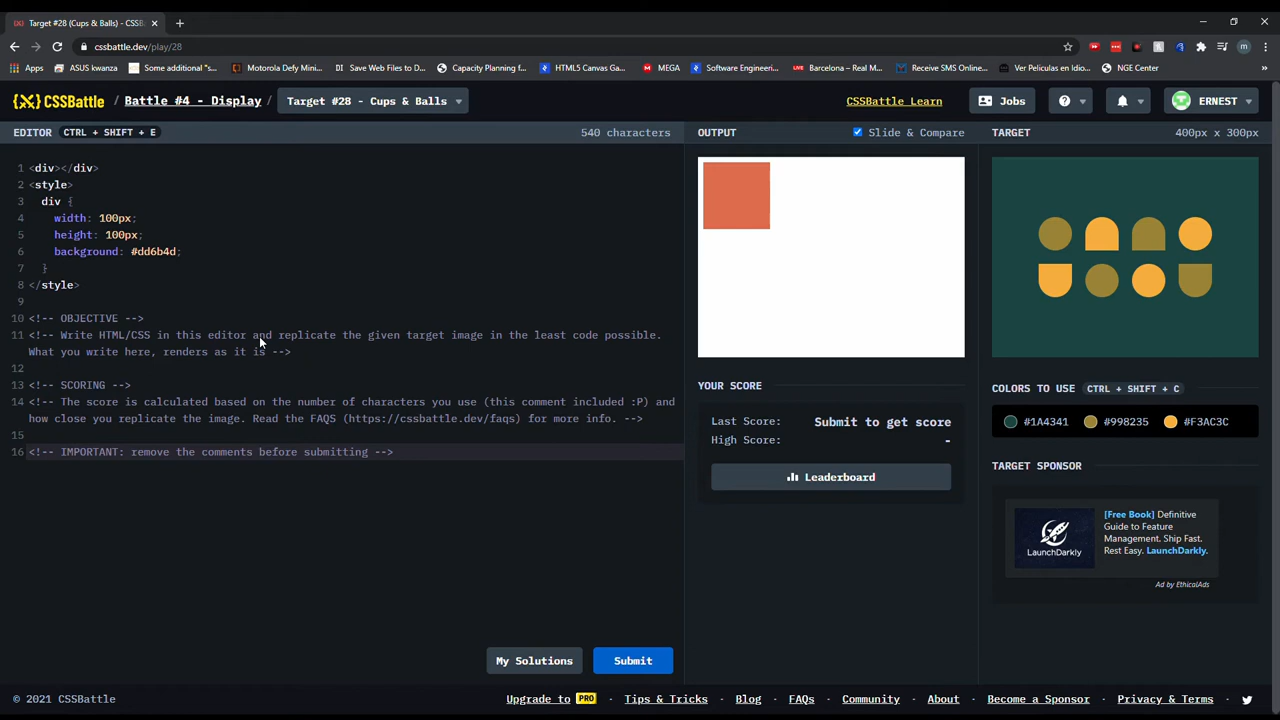 Target #28 (Cups & Balls) - CSSB
cssbattle.dev/play/28
m
Apps
ASUS kwanza
Some additional "s...
Motorola Defy Mini...
Save Web Files to D...
Capacity Planning f...
HTML5 Canvas Ga...
MEGA
Software Engineeri...
LIVE Barcelona – Real M...
Receive SMS Online...
Ver Películas en Idio...
NGE Center
»
CSSBattle / Battle #4 - Display / Target #28 - Cups & Balls
CSSBattle Learn
Jobs
ERNEST
EDITOR CTRL + SHIFT + E
540 characters
OUTPUT
Slide & Compare
TARGET
400px x 300px
1 <div></div>
2 <style>
3 div {
4 width: 100px;
5 height: 100px;
6 background: #dd6b4d;
7 }
8 </style>
9
10 <!-- OBJECTIVE -->
11 <!-- Write HTML/CSS in this editor and replicate the given target image in the least code possible.
What you write here, renders as it is -->
12
13 <!-- SCORING -->
14 <!-- The score is calculated based on the number of characters you use (this comment included :P) and
how close you replicate the image. Read the FAQS (https://cssbattle.dev/faqs) for more info. -->
15
16 <!-- IMPORTANT: remove the comments before submitting -->
My Solutions
Submit
YOUR SCORE
Last Score: Submit to get score
High Score: -
Leaderboard
COLORS TO USE CTRL + SHIFT + C
#1A4341 #998235 #F3AC3C
TARGET SPONSOR
LaunchDarkly
[Free Book] Definitive
Guide to Feature
Management. Ship Fast.
Rest Easy. LaunchDarkly.
Ad by EthicalAds
© 2021 CSSBattle
Upgrade to PRO
Tips & Tricks
Blog
FAQs
Community
About
Become a Sponsor
Privacy & Terms